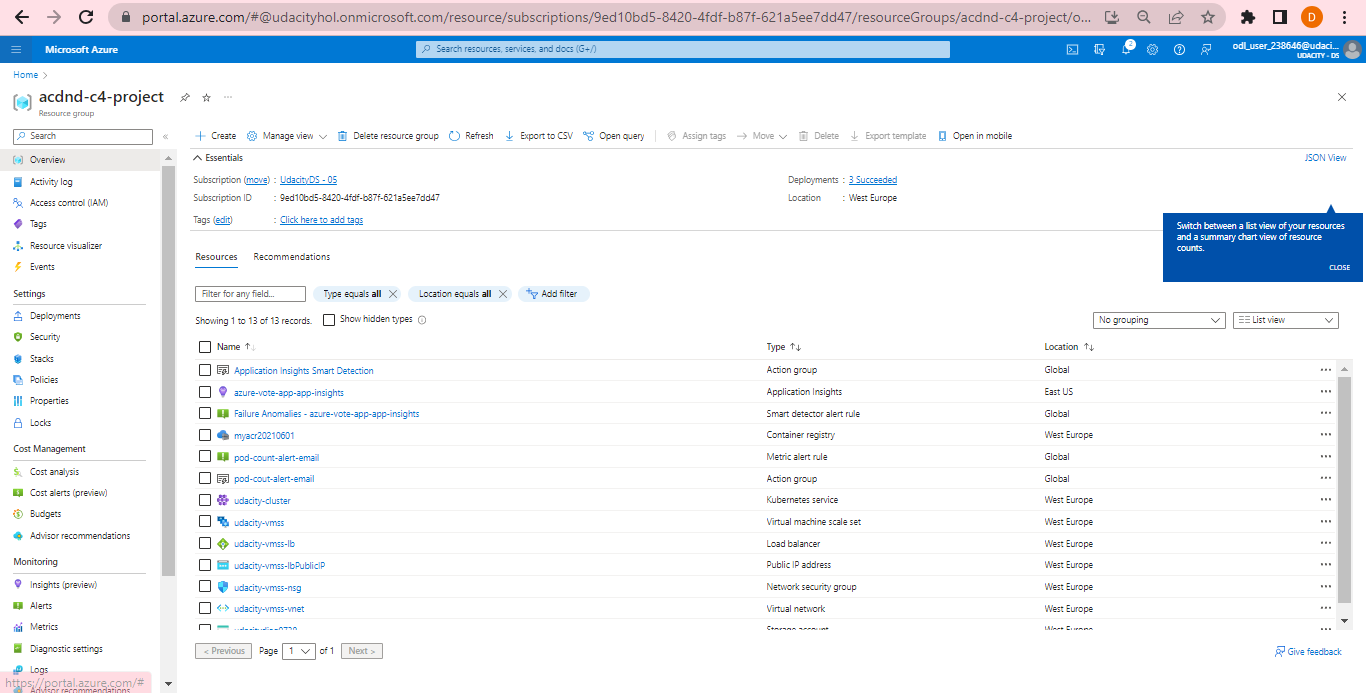 portal.azure.com/#@udacityhol.onmicrosoft.com/resource/subscriptions/9ed10bd5-8420-4fdf-b87f-621a5ee7dd47/resourceGroups/acdnd-c4-project/o...
D
Microsoft Azure
Search resources, services, and docs (G+/)
2
odl_user_238646@udaci...
UDACITY - DS
Home
acdnd-c4-project
Resource group
Search
Overview
Activity log
Access control (IAM)
Tags
Resource visualizer
Events
Settings
Deployments
Security
Stacks
Policies
Properties
Locks
Cost Management
Cost analysis
Cost alerts (preview)
Budgets
Advisor recommendations
Monitoring
Insights (preview)
Alerts
Metrics
Diagnostic settings
Logs
Advisor recommendations
https://portal.azure.com/#
Create Manage view Delete resource group Refresh Export to CSV Open query Assign tags Move Delete Export template Open in mobile
Essentials JSON View
Subscription (move) : UdacityDS - 05 Deployments : 3 Succeeded
Subscription ID : 9ed10bd5-8420-4fdf-b87f-621a5ee7dd47 Location : West Europe
Tags (edit) : Click here to add tags
Switch between a list view of your resources
and a summary chart view of resource
counts.
CLOSE
Resources Recommendations
Filter for any field... Type equals all Location equals all Add filter
Showing 1 to 13 of 13 records. Show hidden types No grouping List view
Name Type Location
Application Insights Smart Detection Action group Global
azure-vote-app-app-insights Application Insights East US
Failure Anomalies - azure-vote-app-app-insights Smart detector alert rule Global
myacr20210601 Container registry West Europe
pod-count-alert-email Metric alert rule Global
pod-cout-alert-email Action group Global
udacity-cluster Kubernetes service West Europe
udacity-vmss Virtual machine scale set West Europe
udacity-vmss-lb Load balancer West Europe
udacity-vmss-lbPublicIP Public IP address West Europe
udacity-vmss-nsg Network security group West Europe
udacity-vmss-vnet Virtual network West Europe
Storage account West Europe
< Previous Page 1 of 1 Next >
Give feedback